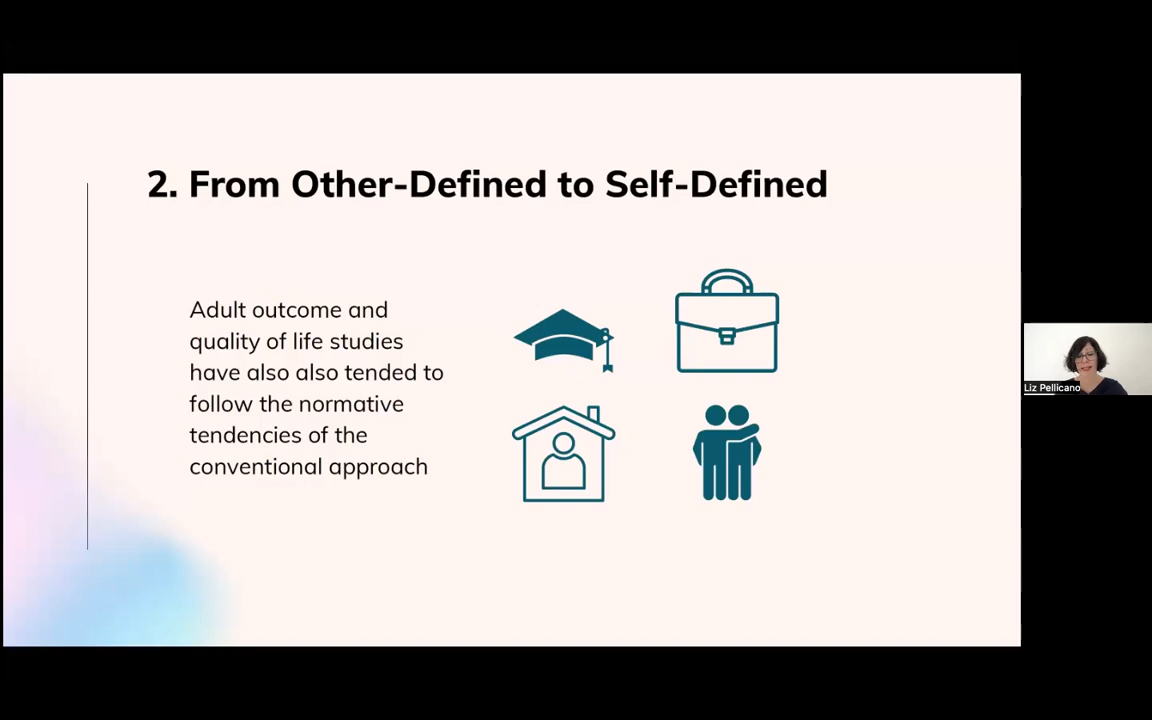 2. From Other-Defined to Self-Defined
Adult outcome and
quality of life studies
have also also tended to
follow the normative
tendencies of the
conventional approach
Liz Pellicano